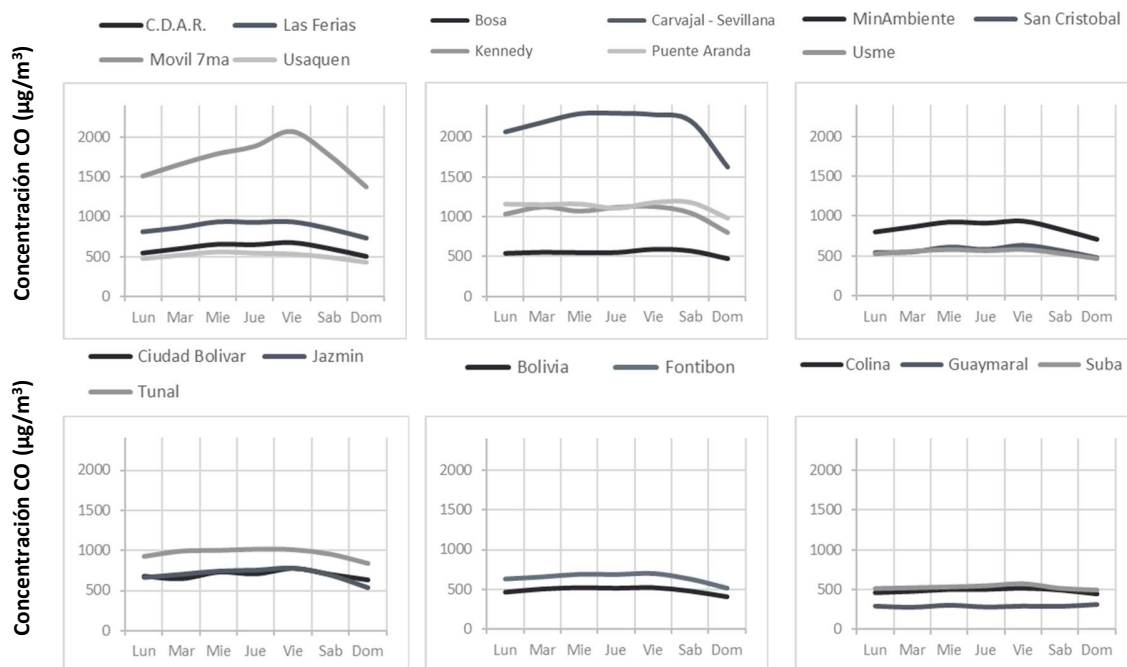 C.D.A.R. Las Ferias
Movil 7ma Usaquen
Bosa Carvajal - Sevillana
Kennedy Puente Aranda
MinAmbiente San Cristobal
Usme
Concentración CO (µg/m³)
2000
1500
1000
500
0
Lun Mar Mie Jue Vie Sab Dom
2000
1500
1000
500
0
Lun Mar Mie Jue Vie Sab Dom
2000
1500
1000
500
0
Lun Mar Mie Jue Vie Sab Dom
Ciudad Bolivar Jazmin
Tunal
Bolivia Fontibon
Colina Guaymaral Suba
Concentración CO (µg/m³)
2000
1500
1000
500
0
Lun Mar Mie Jue Vie Sab Dom
2000
1500
1000
500
0
Lun Mar Mie Jue Vie Sab Dom
2000
1500
1000
500
0
Lun Mar Mie Jue Vie Sab Dom